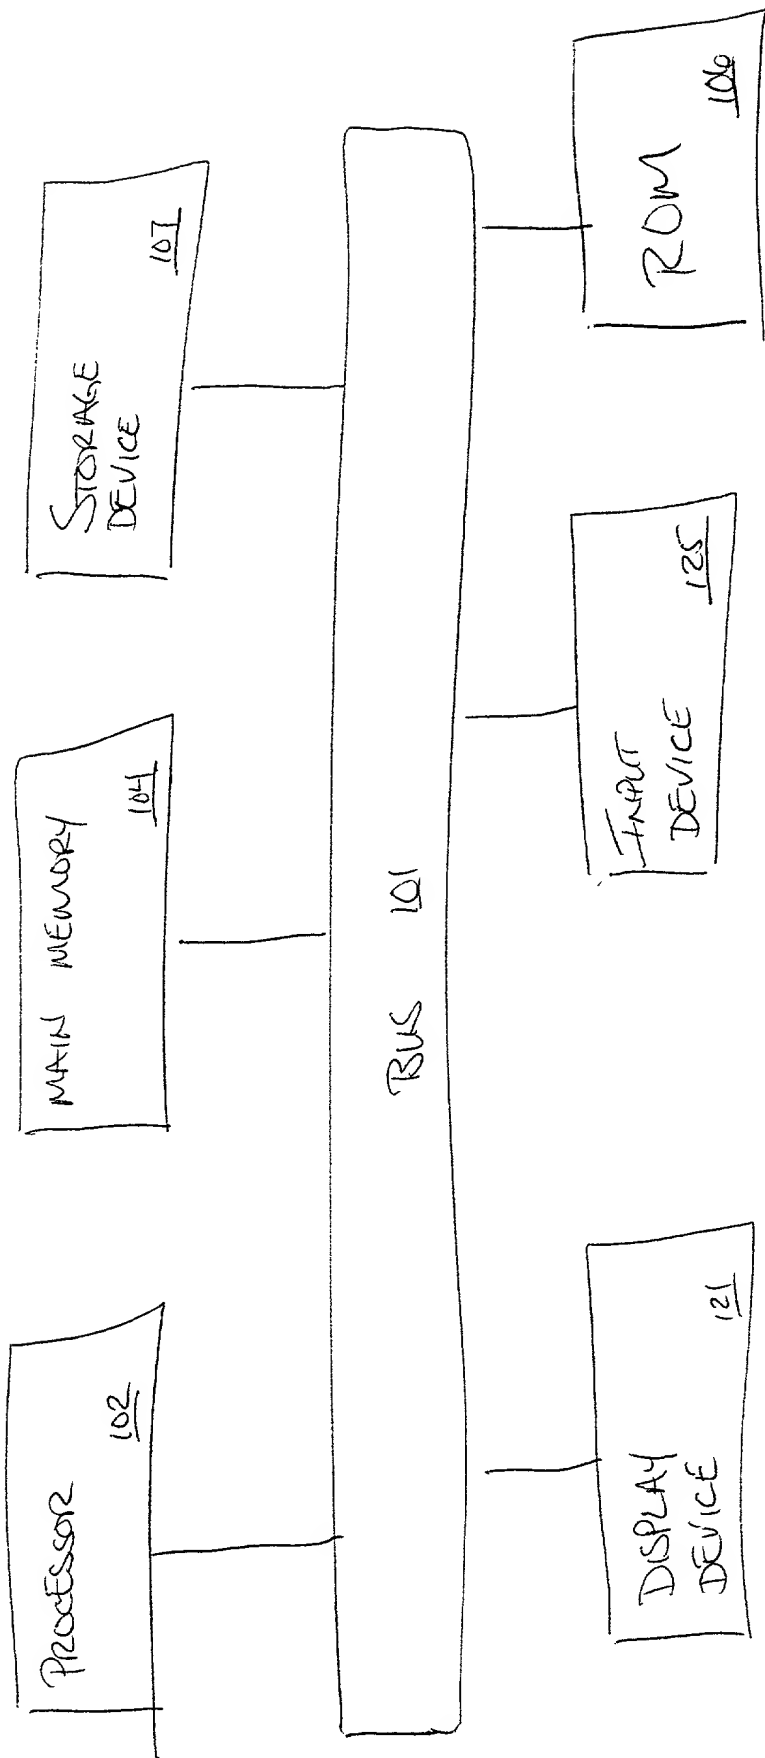 PROCESSOR
102
MAIN MEMORY
104
STORAGE
DEVICE
107
BUS 101
DISPLAY
DEVICE
121
INPUT
DEVICE
125
ROM
106